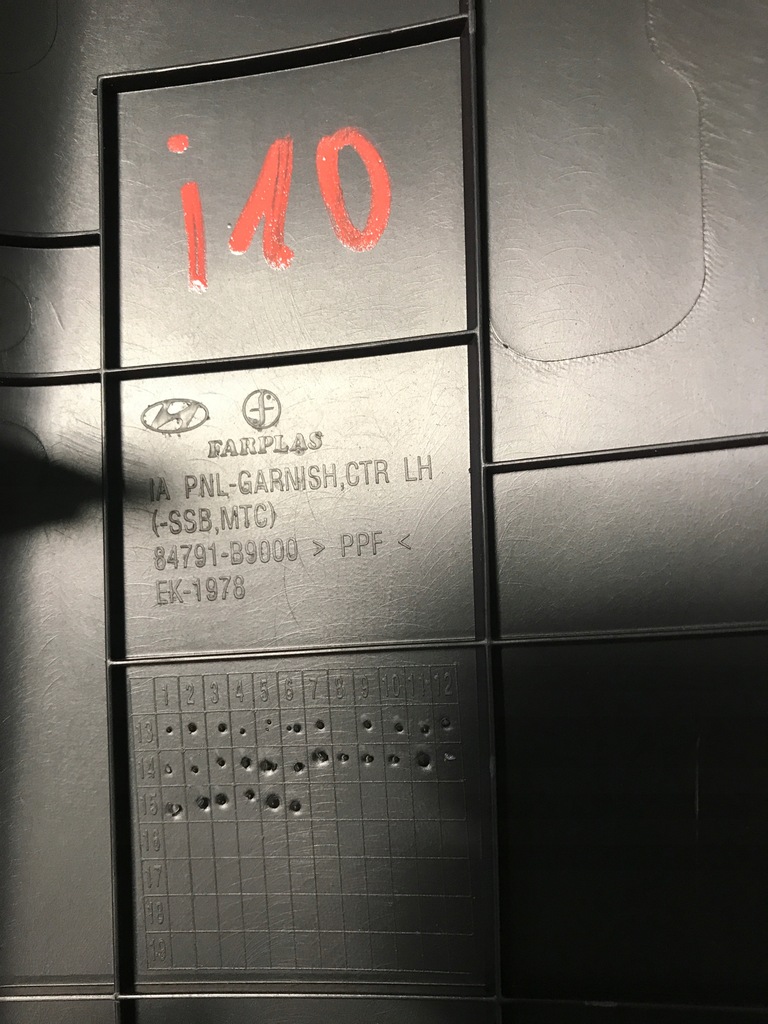 i10
FARPLAS
IA PNL-GARNISH,CTR LH
(-SSB,MTC)
84791-B9000 > PPF <
EK-1978
1 2 3 4 5 6 7 8 9 10 11 12
13
14
15
16
17
18
19